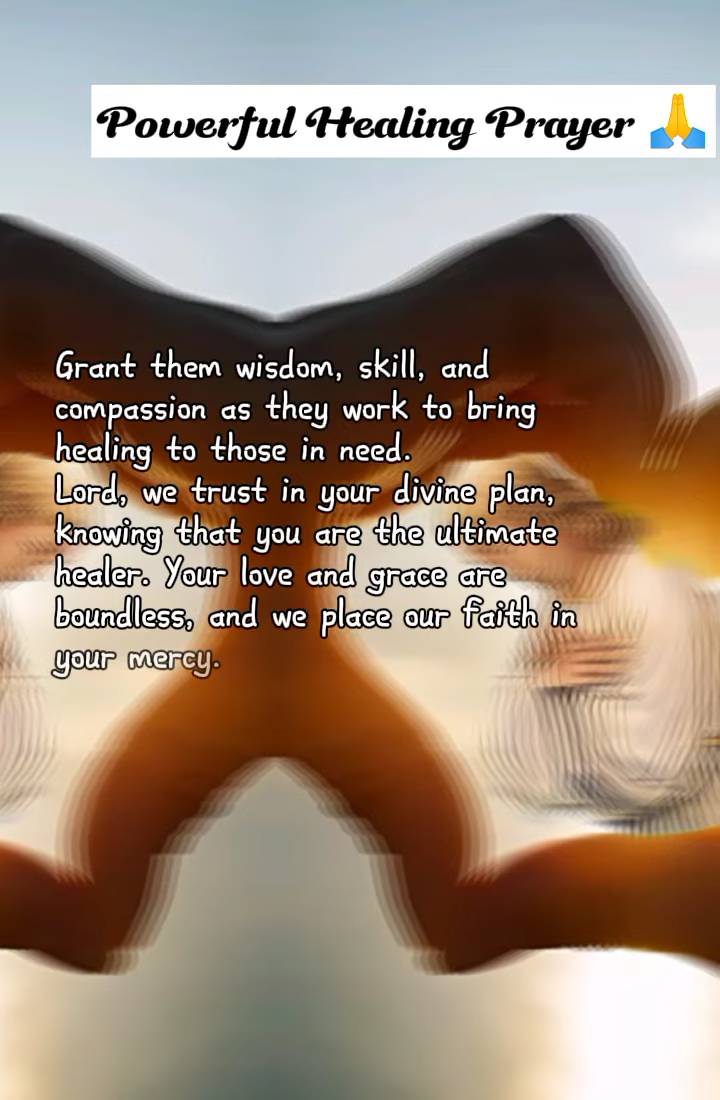 Powerful Healing Prayer 🙏
Grant them wisdom, skill, and
compassion as they work to bring
healing to those in need.
Lord, we trust in your divine plan,
knowing that you are the ultimate
healer. Your love and grace are
boundless, and we place our faith in
your mercy.